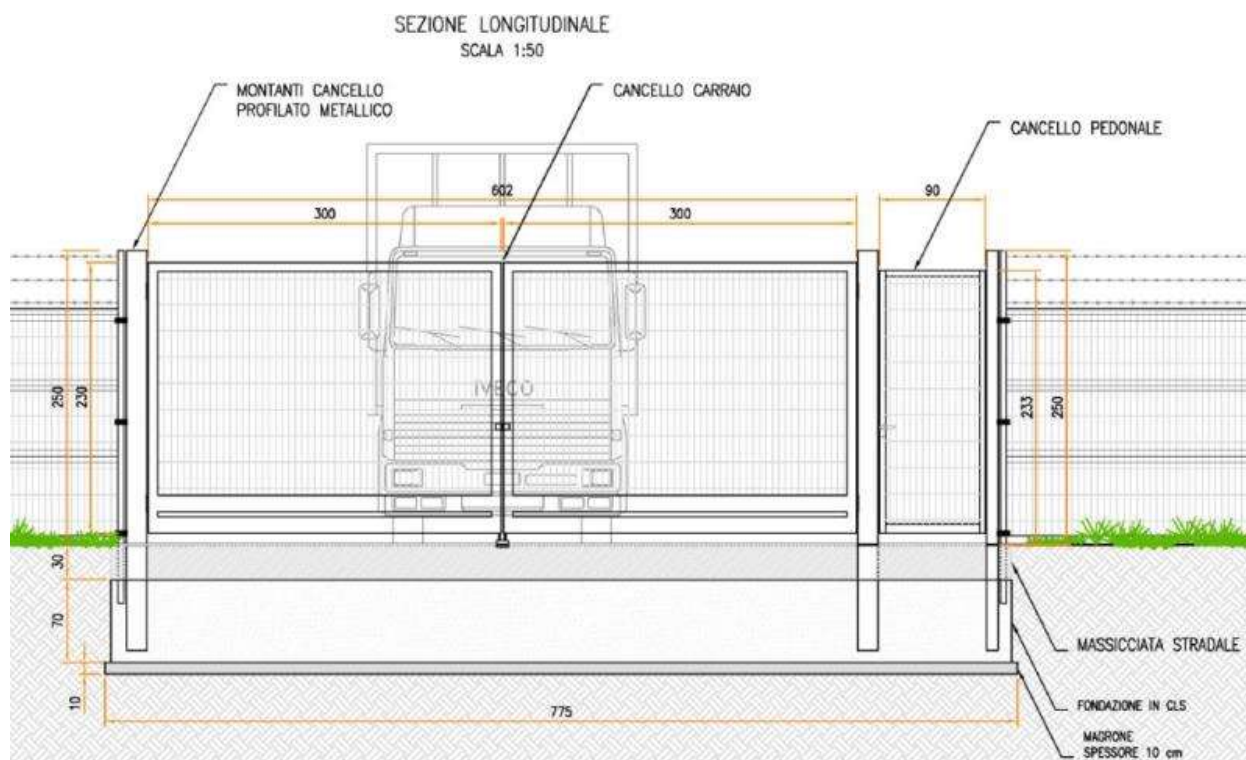 SEZIONE LONGITUDINALE
SCALA 1:50
MONTANTI CANCELLO
PROFILATO METALLICO
CANCELLO CARRAIO
CANCELLO PEDONALE
602
90
300
300
250
230
IVECO
233
250
30
70
10
775
MASSICCIATA STRADALE
FONDAZIONE IN CLS
MAGRONE
SPESSORE 10 cm